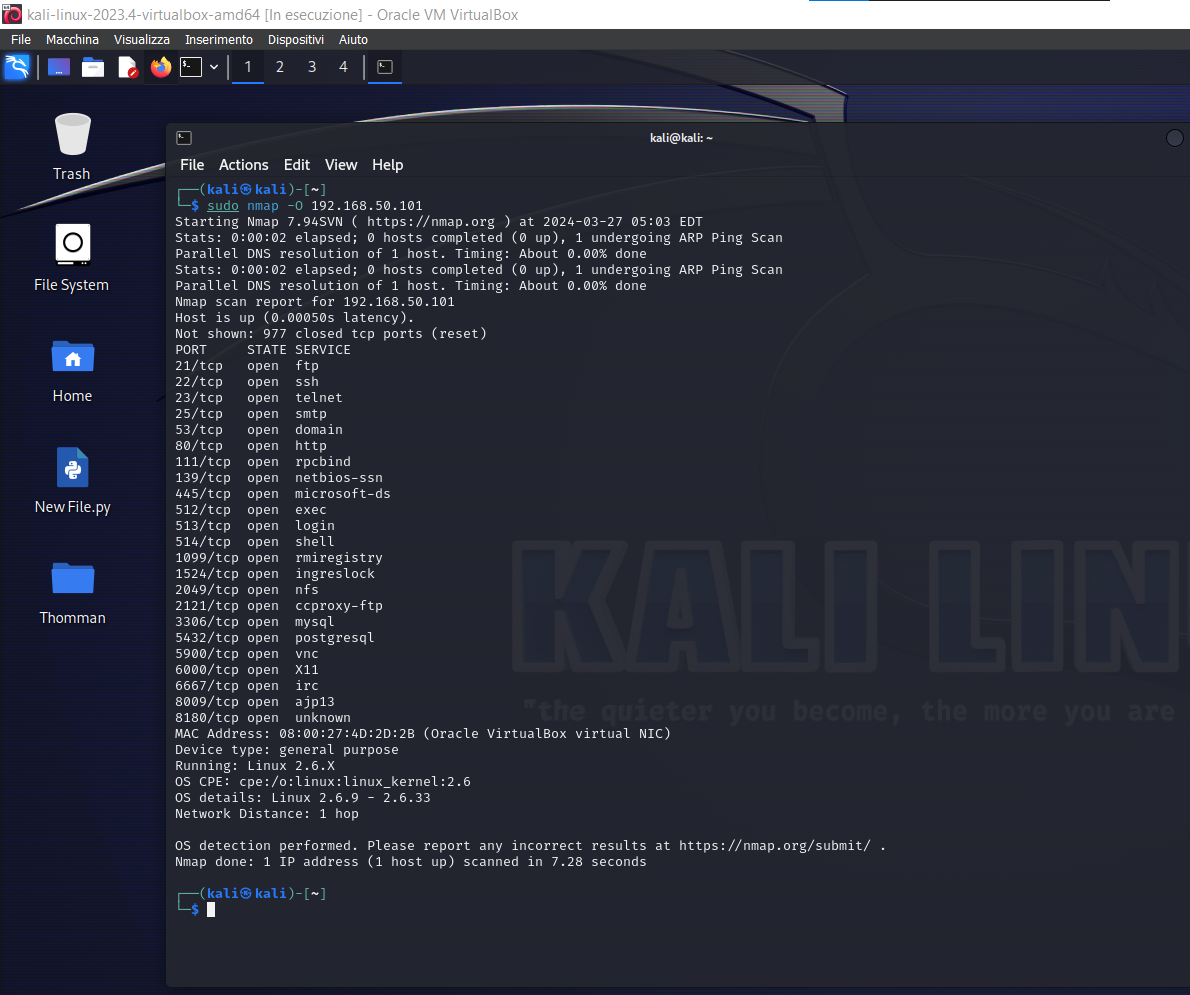 kali-linux-2023.4-virtualbox-amd64 [In esecuzione] - Oracle VM VirtualBox
File Macchina Visualizza Inserimento Dispositivi Aiuto
1 2 3 4
Trash
File System
Home
New File.py
Thomman
kali@kali: ~
File Actions Edit View Help
┌──(kali㉿kali)-[~]
└─$ sudo nmap -O 192.168.50.101
Starting Nmap 7.94SVN ( https://nmap.org ) at 2024-03-27 05:03 EDT
Stats: 0:00:02 elapsed; 0 hosts completed (0 up), 1 undergoing ARP Ping Scan
Parallel DNS resolution of 1 host. Timing: About 0.00% done
Stats: 0:00:02 elapsed; 0 hosts completed (0 up), 1 undergoing ARP Ping Scan
Parallel DNS resolution of 1 host. Timing: About 0.00% done
Nmap scan report for 192.168.50.101
Host is up (0.00050s latency).
Not shown: 977 closed tcp ports (reset)
PORT     STATE SERVICE
21/tcp   open  ftp
22/tcp   open  ssh
23/tcp   open  telnet
25/tcp   open  smtp
53/tcp   open  domain
80/tcp   open  http
111/tcp  open  rpcbind
139/tcp  open  netbios-ssn
445/tcp  open  microsoft-ds
512/tcp  open  exec
513/tcp  open  login
514/tcp  open  shell
1099/tcp open  rmiregistry
1524/tcp open  ingreslock
2049/tcp open  nfs
2121/tcp open  ccproxy-ftp
3306/tcp open  mysql
5432/tcp open  postgresql
5900/tcp open  vnc
6000/tcp open  X11
6667/tcp open  irc
8009/tcp open  ajp13
8180/tcp open  unknown
MAC Address: 08:00:27:4D:2D:2B (Oracle VirtualBox virtual NIC)
Device type: general purpose
Running: Linux 2.6.X
OS CPE: cpe:/o:linux:linux_kernel:2.6
OS details: Linux 2.6.9 - 2.6.33
Network Distance: 1 hop
OS detection performed. Please report any incorrect results at https://nmap.org/submit/ .
Nmap done: 1 IP address (1 host up) scanned in 7.28 seconds
┌──(kali㉿kali)-[~]
└─$
KALI LIN
"the quieter you become, the more you are